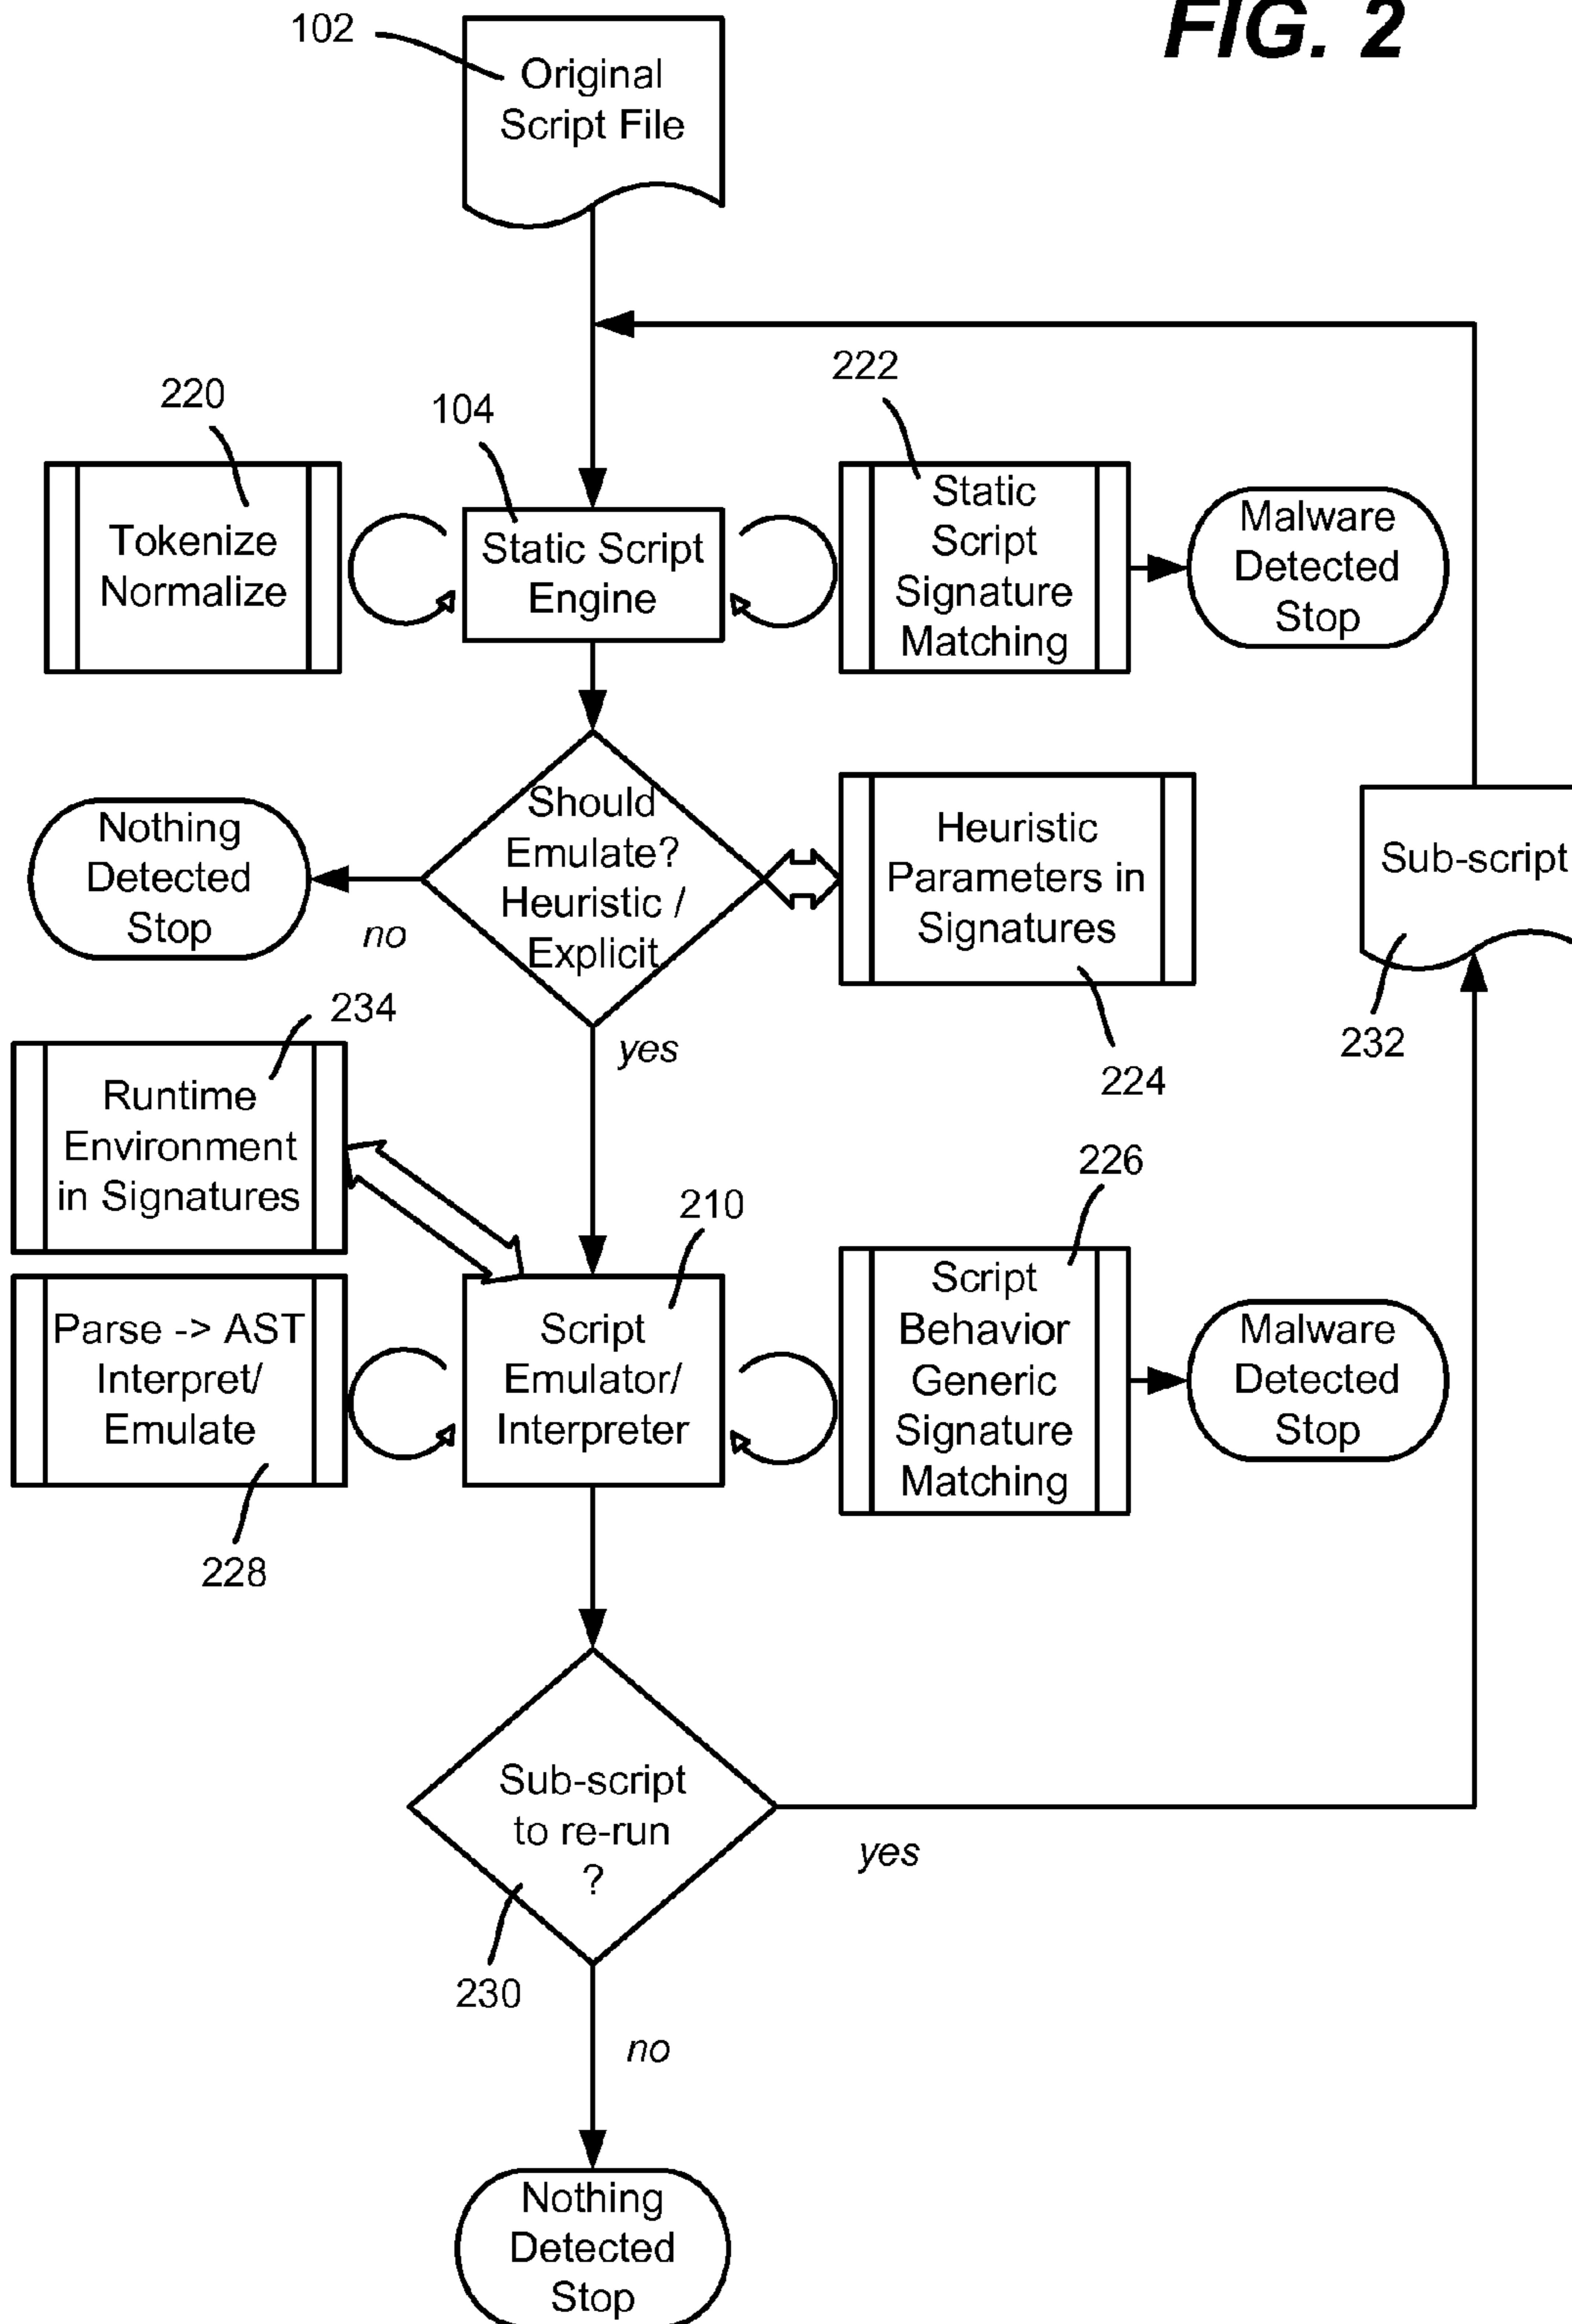 FIG. 2
102
Original
Script File
222
220
104
Tokenize
Normalize
Static Script
Engine
Static
Script
Signature
Matching
Malware
Detected
Stop
Nothing
Detected
Stop
no
Should
Emulate?
Heuristic /
Explicit
yes
Heuristic
Parameters in
Signatures
224
Sub-script
232
234
Runtime
Environment
in Signatures
210
226
Parse -> AST
Interpret/
Emulate
228
Script
Emulator/
Interpreter
Script
Behavior
Generic
Signature
Matching
Malware
Detected
Stop
Sub-script
to re-run
?
230
yes
no
Nothing
Detected
Stop